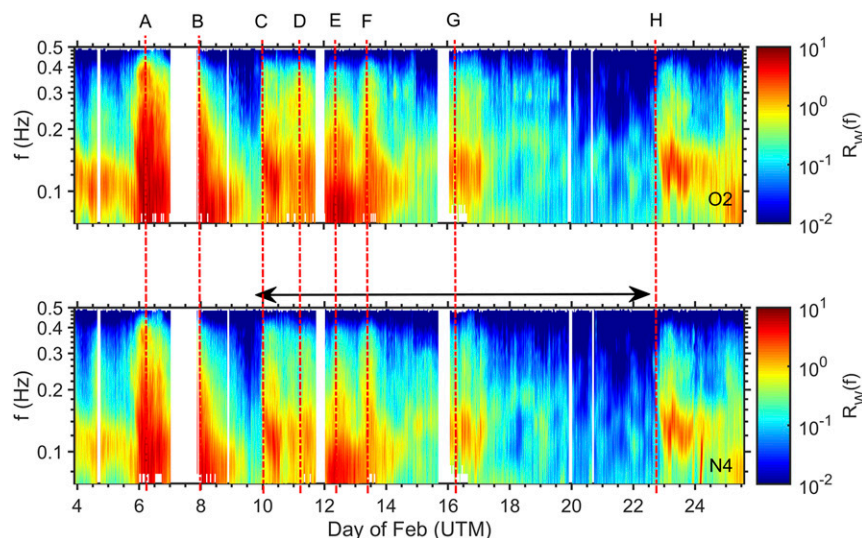 A B C D E F G H
0.5
0.4
0.3
0.2
0.1
f (Hz)
O2
10^1
10^0
10^-1
10^-2
R_W(f)
0.5
0.4
0.3
0.2
0.1
f (Hz)
N4
10^1
10^0
10^-1
10^-2
R_W(f)
4 6 8 10 12 14 16 18 20 22 24
Day of Feb (UTM)